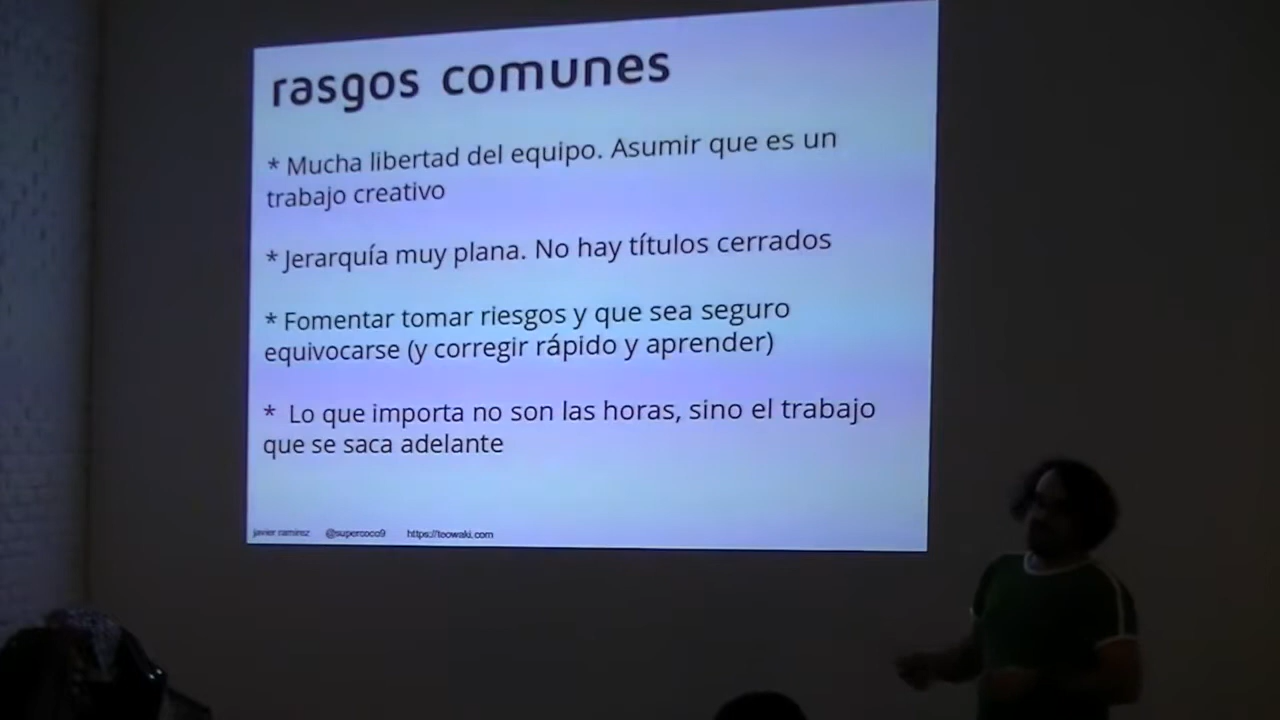 rasgos comunes
* Mucha libertad del equipo. Asumir que es un
trabajo creativo
* Jerarquía muy plana. No hay títulos cerrados
* Fomentar tomar riesgos y que sea seguro
equivocarse (y corregir rápido y aprender)
* Lo que importa no son las horas, sino el trabajo
que se saca adelante
javier ramirez @supercoco9 https://teowaki.com